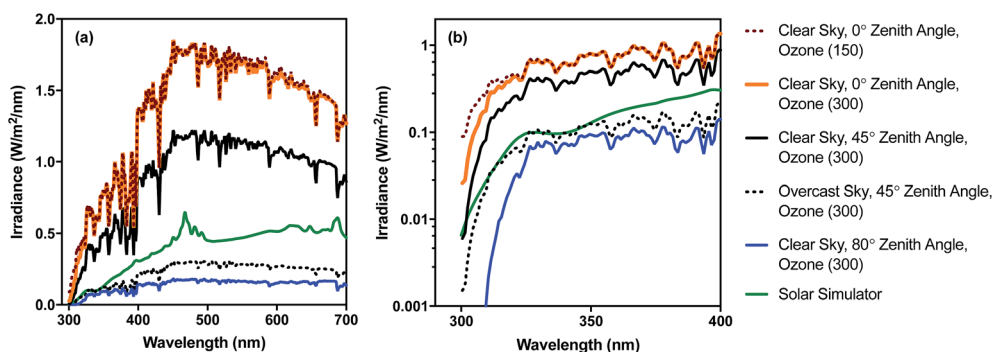 (a)
Irradiance (W/m²/nm)
2.0
1.5
1.0
0.5
0.0
300
400
500
600
700
Wavelength (nm)
(b)
Irradiance (W/m²/nm)
1
0.1
0.01
0.001
300
350
400
Wavelength (nm)
Clear Sky, 0° Zenith Angle,
Ozone (150)
Clear Sky, 0° Zenith Angle,
Ozone (300)
Clear Sky, 45° Zenith Angle,
Ozone (300)
Overcast Sky, 45° Zenith Angle,
Ozone (300)
Clear Sky, 80° Zenith Angle,
Ozone (300)
Solar Simulator